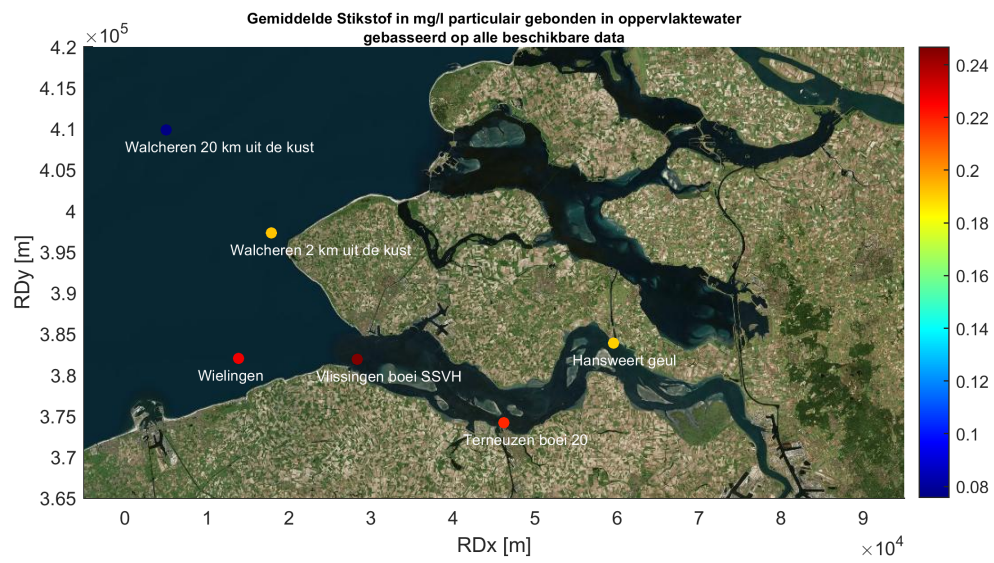 Gemiddelde Stikstof in mg/l particulair gebonden in oppervlaktewater
gebasseerd op alle beschikbare data
×10⁵
4.2
4.15
4.1
4.05
4
3.95
3.9
3.85
3.8
3.75
3.7
3.65
RDy [m]
Walcheren 20 km uit de kust
Walcheren 2 km uit de kust
Wielingen
Vlissingen boei SSVH
Hansweert geul
Terneuzen boei 20
0 1 2 3 4 5 6 7 8 9
×10⁴
RDx [m]
0.24
0.22
0.2
0.18
0.16
0.14
0.12
0.1
0.08